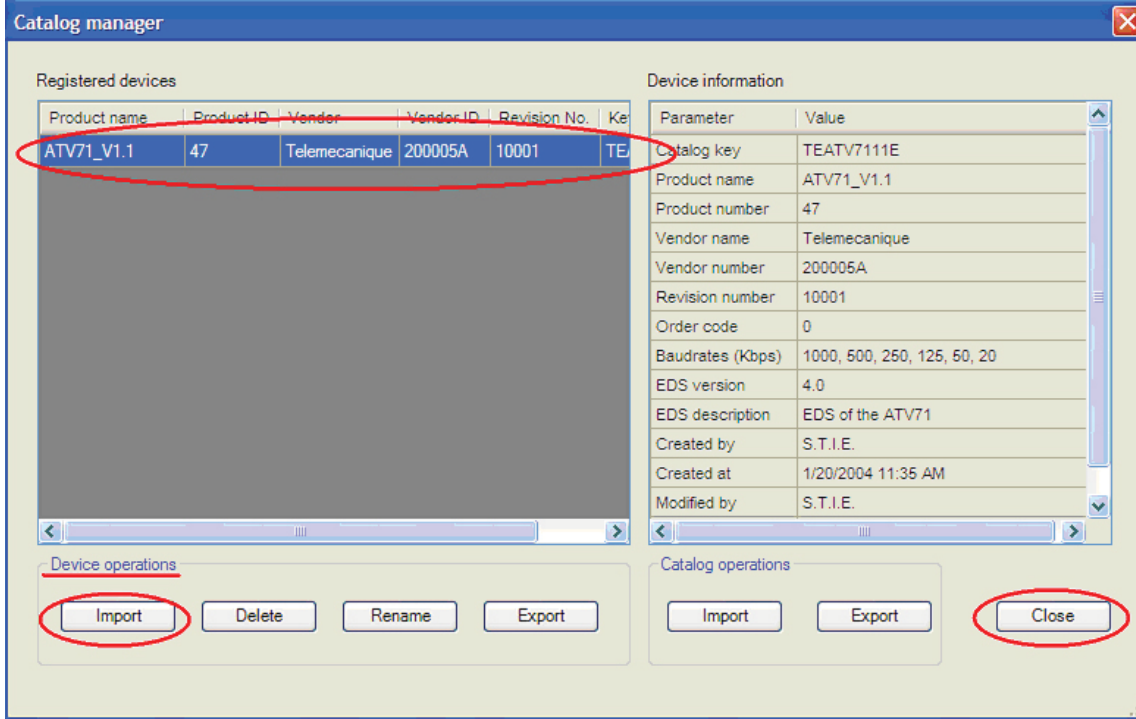 Catalog manager
Registered devices
Product name Product ID Vendor Vendor ID Revision No.
ATV71_V1.1 47 Telemecanique 200005A 10001
Device information
Parameter Value
Catalog key TEATV7111E
Product name ATV71_V1.1
Product number 47
Vendor name Telemecanique
Vendor number 200005A
Revision number 10001
Order code 0
Baudrates (Kbps) 1000, 500, 250, 125, 50, 20
EDS version 4.0
EDS description EDS of the ATV71
Created by S.T.I.E.
Created at 1/20/2004 11:35 AM
Modified by S.T.I.E.
Device operations
Import Delete Rename Export
Catalog operations
Import Export
Close